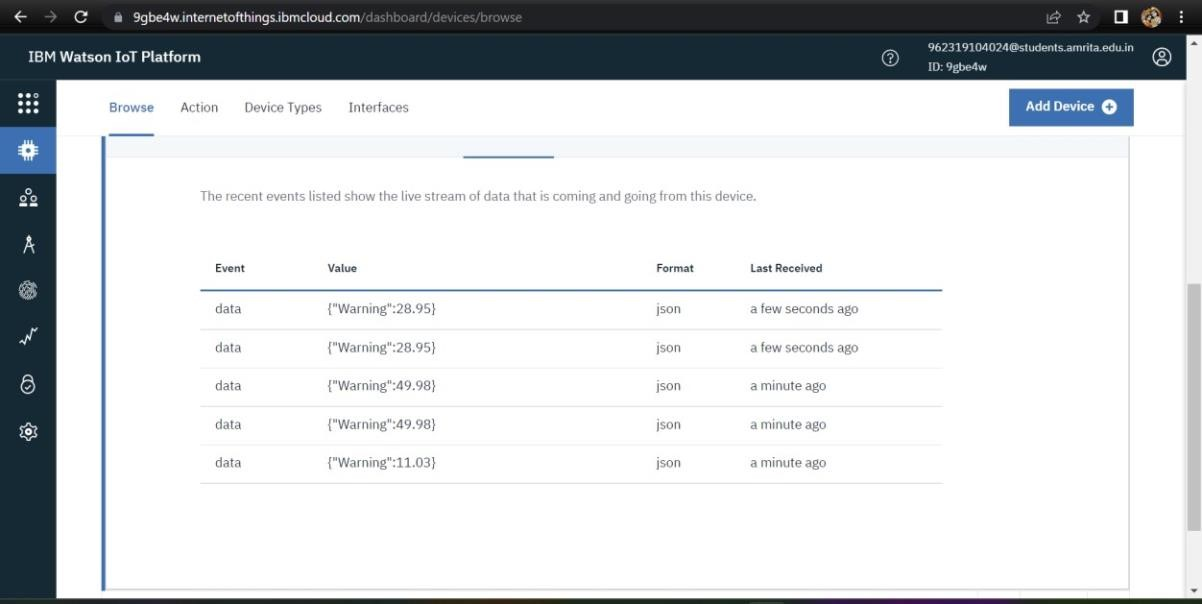 9gbe4w.internetofthings.ibmcloud.com/dashboard/devices/browse
IBM Watson IoT Platform
962319104024@students.amrita.edu.in
ID: 9gbe4w
Browse Action Device Types Interfaces
Add Device
The recent events listed show the live stream of data that is coming and going from this device.
Event Value Format Last Received
data {"Warning":28.95} json a few seconds ago
data {"Warning":28.95} json a few seconds ago
data {"Warning":49.98} json a minute ago
data {"Warning":49.98} json a minute ago
data {"Warning":11.03} json a minute ago